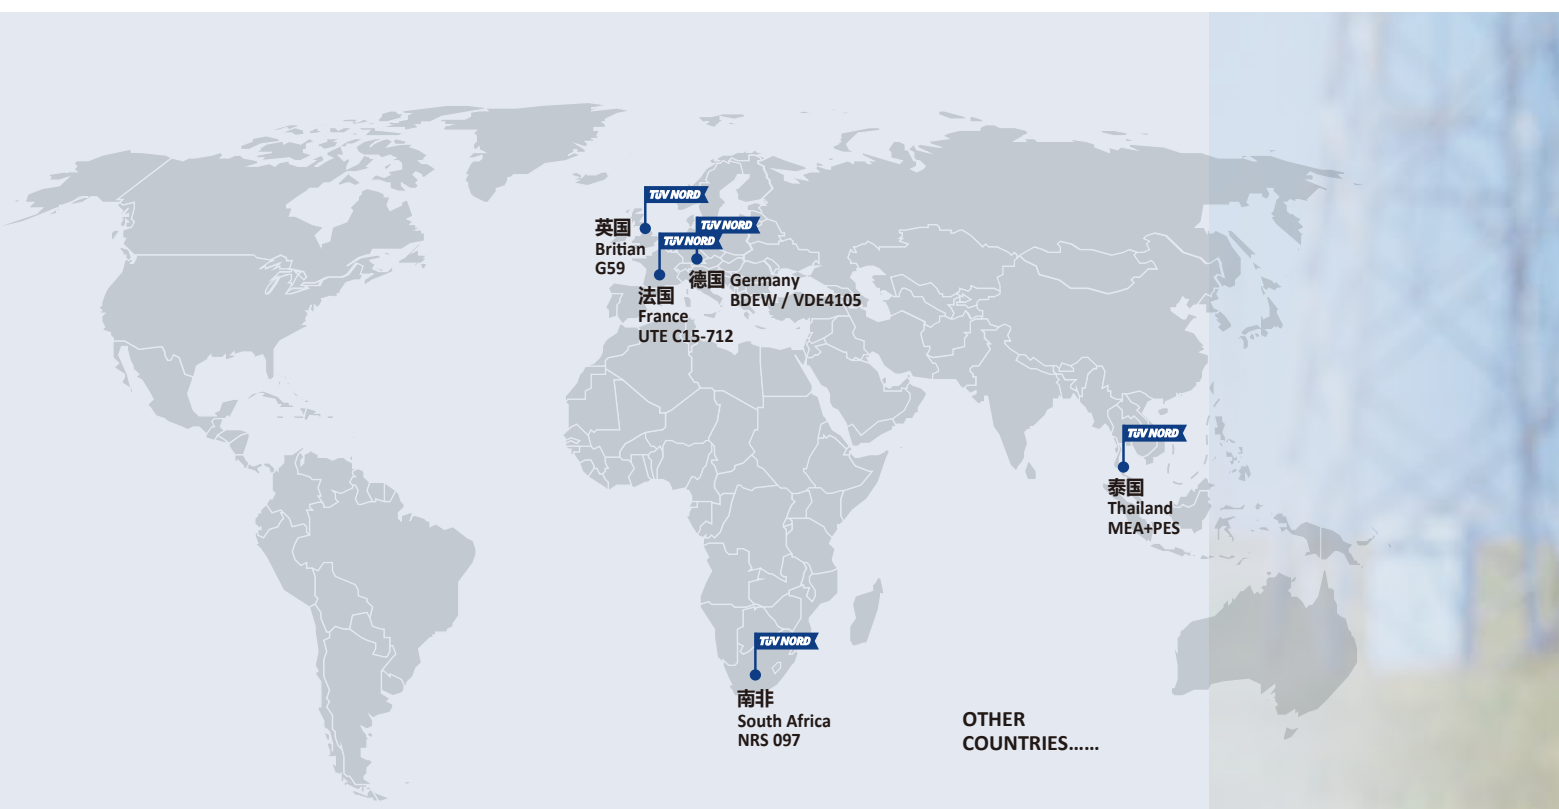 TÜV NORD
英国
Britian
G59
TÜV NORD
法国
France
UTE C15-712
TÜV NORD
德国 Germany
BDEW / VDE4105
TÜV NORD
泰国
Thailand
MEA+PES
TÜV NORD
南非
South Africa
NRS 097
OTHER
COUNTRIES......